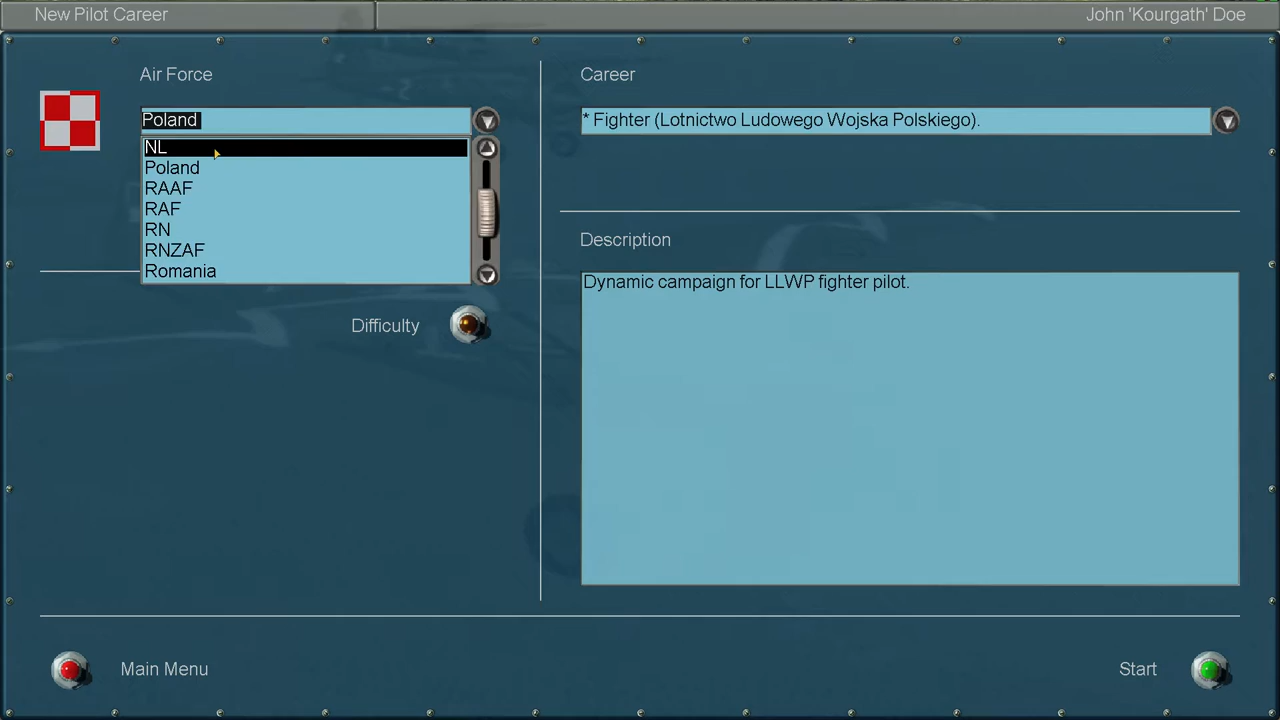 New Pilot Career
John 'Kourgath' Doe
Air Force
Poland
NL
Poland
RAAF
RAF
RN
RNZAF
Romania
Difficulty
Career
* Fighter (Lotnictwo Ludowego Wojska Polskiego).
Description
Dynamic campaign for LLWP fighter pilot.
Main Menu
Start